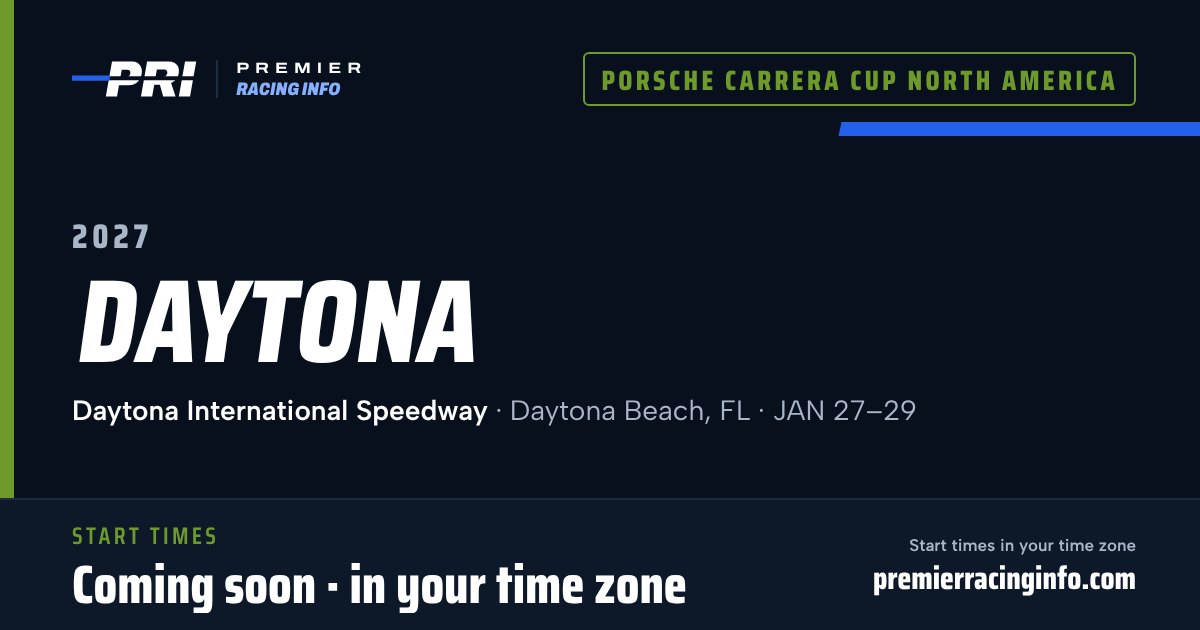 PRI
PREMIER
RACING INFO
PORSCHE CARRERA CUP NORTH AMERICA
2027
DAYTONA
Daytona International Speedway · Daytona Beach, FL · JAN 27–29
START TIMES
Coming soon · in your time zone
Start times in your time zone
premierracinginfo.com